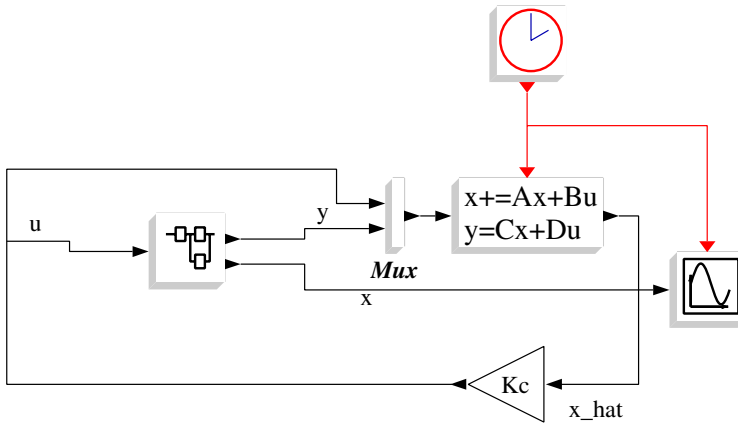 u
y
Mux
x+=Ax+Bu
y=Cx+Du
x
Kc
x_hat